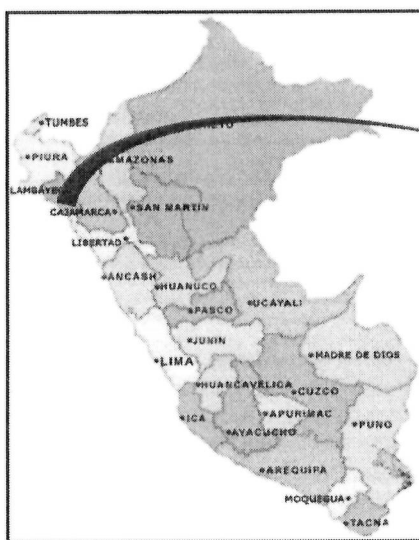 TUMBES
PIURA
AMAZONAS
LAMBAYE
CAJAMARCA
SAN MARTIN
LIBERTAD
ANCASH
HUANUCO
UCAYALI
PASCO
JUNIN
LIMA
MADRE DE DIOS
HUANCAVELICA
CUZCO
ICA
APURIMAC
PUNO
AYACUCHO
AREQUIPA
MOQUEGUA
TACNA